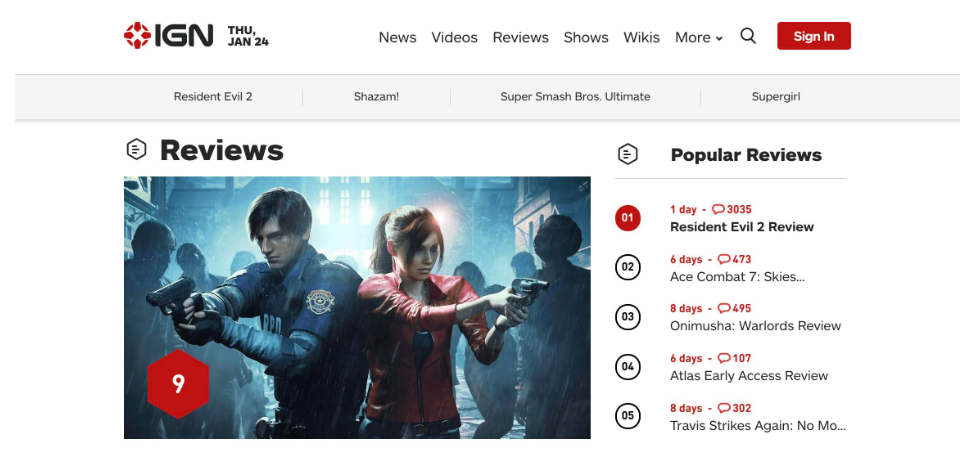 IGN
THU,
JAN 24
News Videos Reviews Shows Wikis More
Sign In
Resident Evil 2 Shazam! Super Smash Bros. Ultimate Supergirl
Reviews
9
Popular Reviews
01
1 day - 3035
Resident Evil 2 Review
02
6 days - 473
Ace Combat 7: Skies...
03
8 days - 495
Onimusha: Warlords Review
04
6 days - 107
Atlas Early Access Review
05
8 days - 302
Travis Strikes Again: No Mo...